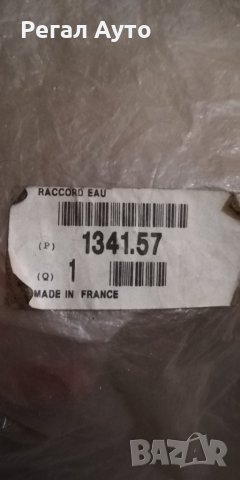 Регал Ауто
RACCORD EAU
(P) 1341.57
(Q) 1
MADE IN FRANCE
BAZAR